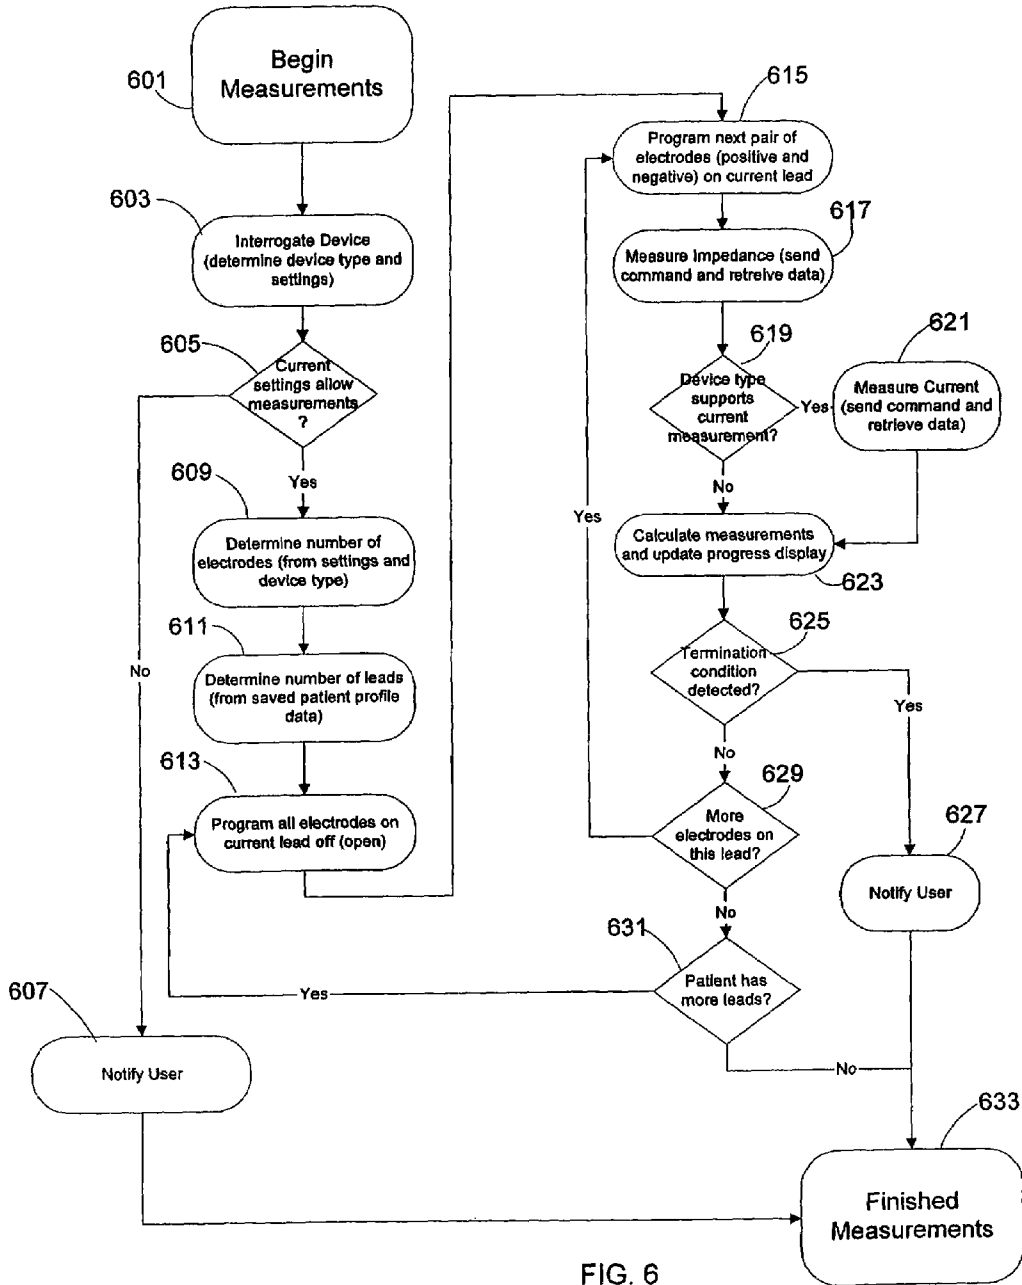 601
Begin
Measurements
603
Interrogate Device
(determine device type and
settings)
605
Current
settings allow
measurements
?
Yes
No
609
Determine number of
electrodes (from settings and
device type)
611
Determine number of leads
(from saved patient profile
data)
613
Program all electrodes on
current lead off (open)
607
Notify User
615
Program next pair of
electrodes (positive and
negative) on current lead
617
Measure Impedance (send
command and retreive data)
619
Device type
supports
current
measurement?
Yes
621
Measure Current
(send command and
retrieve data)
No
Yes
Calculate measurements
and update progress display
623
625
Termination
condition
detected?
Yes
No
629
More
electrodes on
this lead?
627
Notify User
No
631
Patient has
more leads?
Yes
No
633
Finished
Measurements
FIG. 6